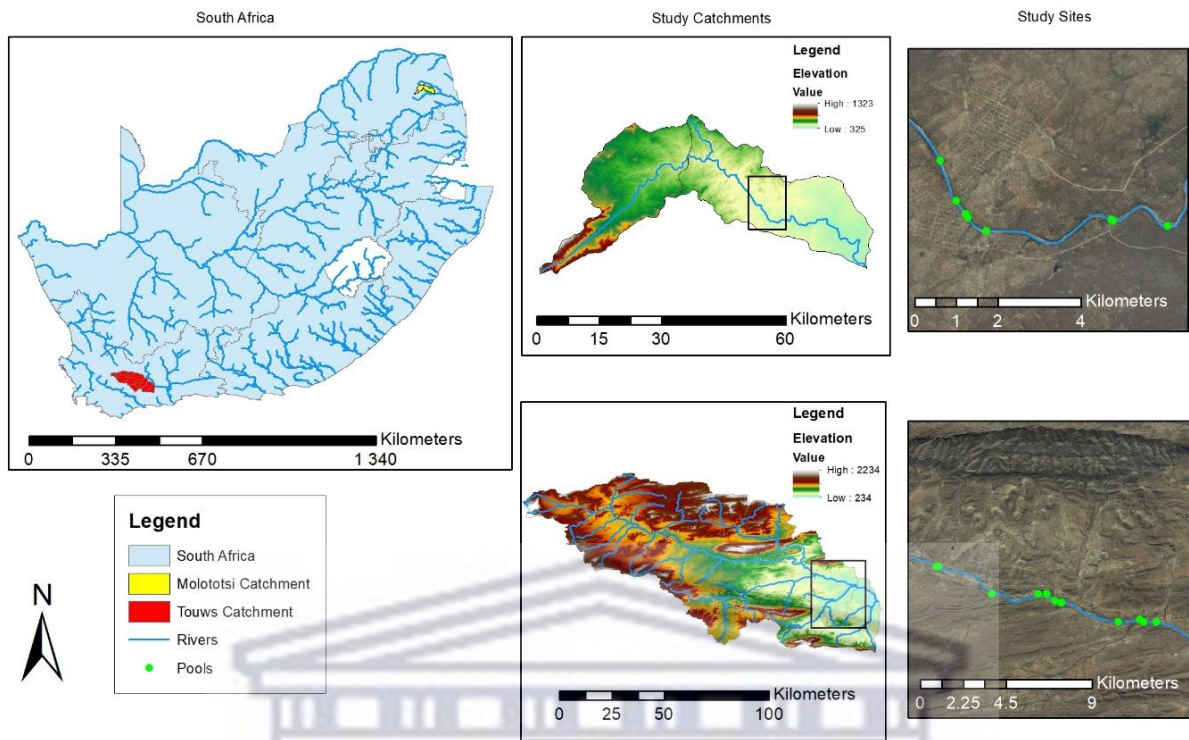 South Africa
Study Catchments
Study Sites
Kilometers
0 335 670 1 340
Legend
Elevation
Value
High : 1323
Low : 325
Kilometers
0 15 30 60
Kilometers
0 1 2 4
Legend
South Africa
Molototsi Catchment
Touws Catchment
Rivers
Pools
N
Legend
Elevation
Value
High : 2234
Low : 234
Kilometers
0 25 50 100
Kilometers
0 2.25 4.5 9